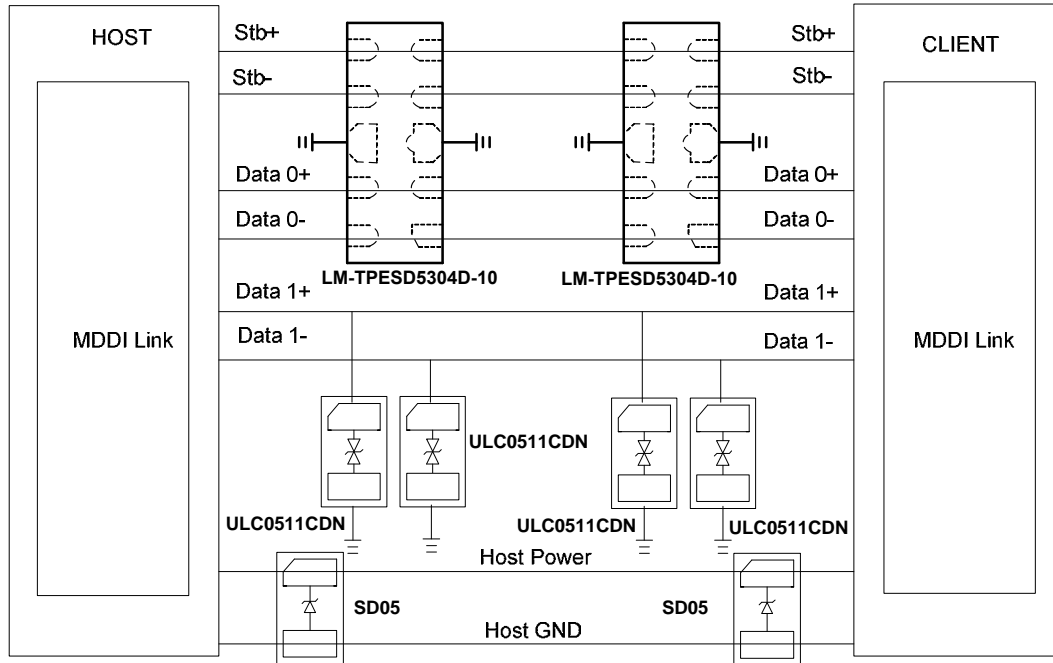 HOST
CLIENT
Stb+
Stb+
Stb-
Stb-
Data 0+
Data 0+
Data 0-
Data 0-
LM-TPESD5304D-10
LM-TPESD5304D-10
Data 1+
Data 1+
MDDI Link
Data 1-
Data 1-
MDDI Link
ULC0511CDN
ULC0511CDN
ULC0511CDN
ULC0511CDN
Host Power
SD05
SD05
Host GND